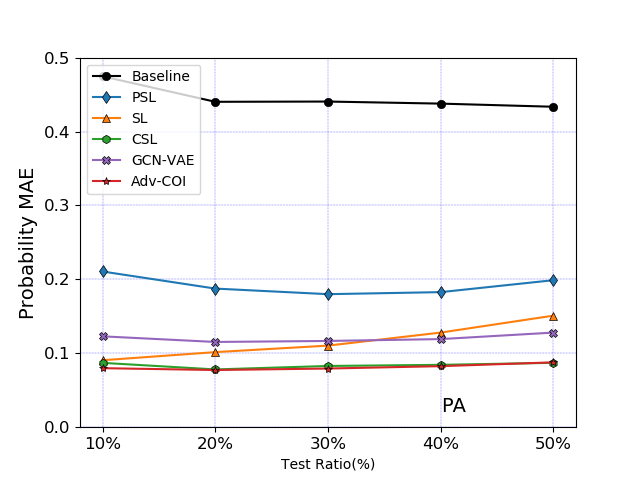 0.5
0.4
0.3
0.2
0.1
0.0
Probability MAE
Baseline
PSL
SL
CSL
GCN-VAE
Adv-COI
PA
10% 20% 30% 40% 50%
Test Ratio(%)